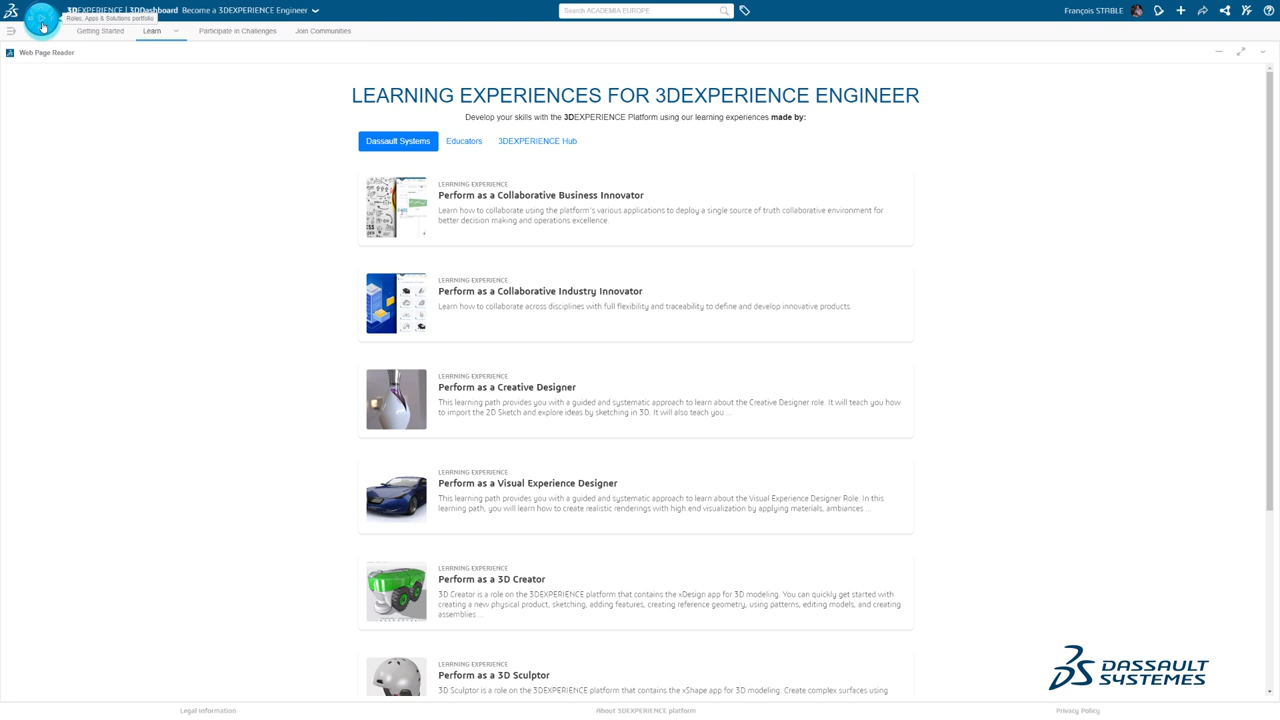 3DEXPERIENCE | 3DDashboard Become a 3DEXPERIENCE Engineer
Search ACADEMIA EUROPE
François STABLE
Roles, Apps & Solutions portfolio
Getting Started
Learn
Participate in Challenges
Join Communities
Web Page Reader
LEARNING EXPERIENCES FOR 3DEXPERIENCE ENGINEER
Develop your skills with the 3DEXPERIENCE Platform using our learning experiences made by:
Dassault Systems
Educators
3DEXPERIENCE Hub
LEARNING EXPERIENCE
Perform as a Collaborative Business Innovator
Learn how to collaborate using the platform's various applications to deploy a single source of truth collaborative environment for
better decision making and operations excellence.
LEARNING EXPERIENCE
Perform as a Collaborative Industry Innovator
Learn how to collaborate across disciplines with full flexibility and traceability to define and develop innovative products.
LEARNING EXPERIENCE
Perform as a Creative Designer
This learning path provides you with a guided and systematic approach to learn about the Creative Designer role. It will teach you how
to import the 2D Sketch and explore ideas by sketching in 3D. It will also teach you ...
LEARNING EXPERIENCE
Perform as a Visual Experience Designer
This learning path provides you with a guided and systematic approach to learn about the Visual Experience Designer Role. In this
learning path, you will learn how to create realistic renderings with high end visualization by applying materials, ambiances ...
LEARNING EXPERIENCE
Perform as a 3D Creator
3D Creator is a role on the 3DEXPERIENCE platform that contains the xDesign app for 3D modeling. You can quickly get started with
creating a new physical product, sketching, adding features, creating reference geometry, using patterns, editing models, and creating
assemblies ...
LEARNING EXPERIENCE
Perform as a 3D Sculptor
3D Sculptor is a role on the 3DEXPERIENCE platform that contains the xShape app for 3D modeling. Create complex surfaces using
DASSAULT
SYSTEMES
Legal Information
About 3DEXPERIENCE platform
Privacy Policy